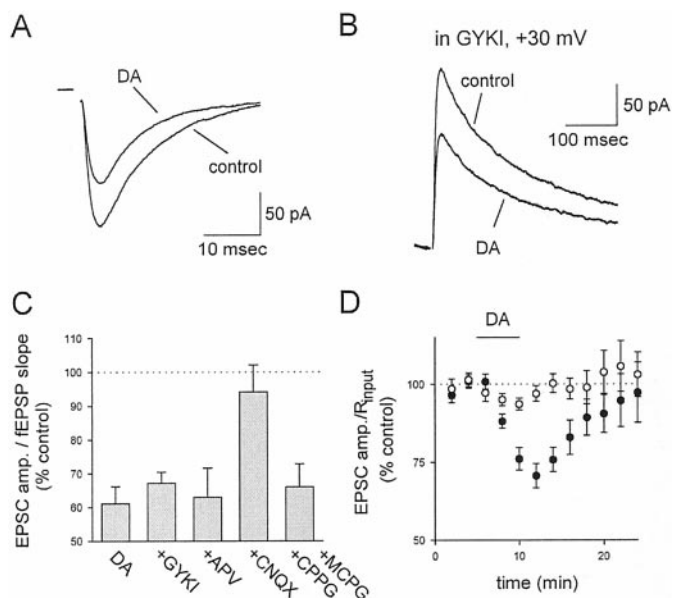 A
DA
control
50 pA
10 msec
B
in GYKI, +30 mV
control
50 pA
100 msec
DA
C
EPSC amp. / fEPSP slope
(% control)
110
100
90
80
70
60
50
DA
+GYKI
+APV
+CNQX
+CPPG
+MCPG
D
DA
EPSC amp./Rinput
(% control)
100
75
50
0
10
20
time (min)